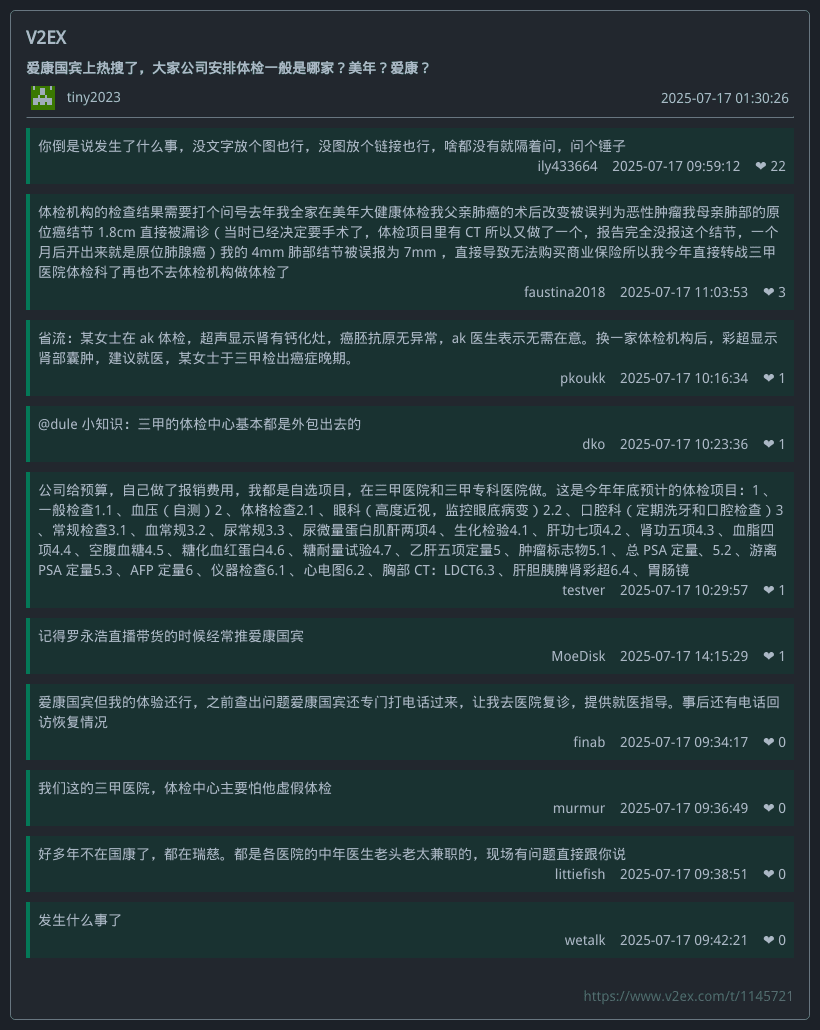 V2EX
爱康国宾上热搜了，大家公司安排体检一般是哪家？美年？爱康？
tiny2023
2025-07-17 01:30:26
你倒是说发生了什么事，没文字放个图也行，没图放个链接也行，啥都没有就隔着问，问个锤子
ily433664 2025-07-17 09:59:12 ❤ 22
体检机构的检查结果需要打个问号去年我全家在美年大健康体检我父亲肺癌的术后改变被误判为恶性肿瘤我母亲肺部的原
位癌结节 1.8cm 直接被漏诊（当时已经决定要手术了，体检项目里有 CT 所以又做了一个，报告完全没报这个结节，一个
月后开出来就是原位肺腺癌）我的 4mm 肺部结节被误报为 7mm ，直接导致无法购买商业保险所以我今年直接转战三甲
医院体检科了再也不去体检机构做体检了
faustina2018 2025-07-17 11:03:53 ❤ 3
省流：某女士在 ak 体检，超声显示肾有钙化灶，癌胚抗原无异常，ak 医生表示无需在意。换一家体检机构后，彩超显示
肾部囊肿，建议就医，某女士于三甲检出癌症晚期。
pkoukk 2025-07-17 10:16:34 ❤ 1
@dule 小知识：三甲的体检中心基本都是外包出去的
dko 2025-07-17 10:23:36 ❤ 1
公司给预算，自己做了报销费用，我都是自选项目，在三甲医院和三甲专科医院做。这是今年年底预计的体检项目：1 、
一般检查1.1 、血压（自测）2 、体格检查2.1 、眼科（高度近视，监控眼底病变）2.2 、口腔科（定期洗牙和口腔检查）3
、常规检查3.1 、血常规3.2 、尿常规3.3 、尿微量蛋白肌酐两项4 、生化检验4.1 、肝功七项4.2 、肾功五项4.3 、血脂四
项4.4 、空腹血糖4.5 、糖化血红蛋白4.6 、糖耐量试验4.7 、乙肝五项定量5 、肿瘤标志物5.1 、总 PSA 定量、5.2 、游离
PSA 定量5.3 、AFP 定量6 、仪器检查6.1 、心电图6.2 、胸部 CT：LDCT6.3 、肝胆胰脾肾彩超6.4 、胃肠镜
testver 2025-07-17 10:29:57 ❤ 1
记得罗永浩直播带货的时候经常推爱康国宾
MoeDisk 2025-07-17 14:15:29 ❤ 1
爱康国宾但我的体验还行，之前查出问题爱康国宾还专门打电话过来，让我去医院复诊，提供就医指导。事后还有电话回
访恢复情况
finab 2025-07-17 09:34:17 ❤ 0
我们这的三甲医院，体检中心主要怕他虚假体检
murmur 2025-07-17 09:36:49 ❤ 0
好多年不在国康了，都在瑞慈。都是各医院的中年医生老头老太兼职的，现场有问题直接跟你说
littiefish 2025-07-17 09:38:51 ❤ 0
发生什么事了
wetalk 2025-07-17 09:42:21 ❤ 0
https://www.v2ex.com/t/1145721